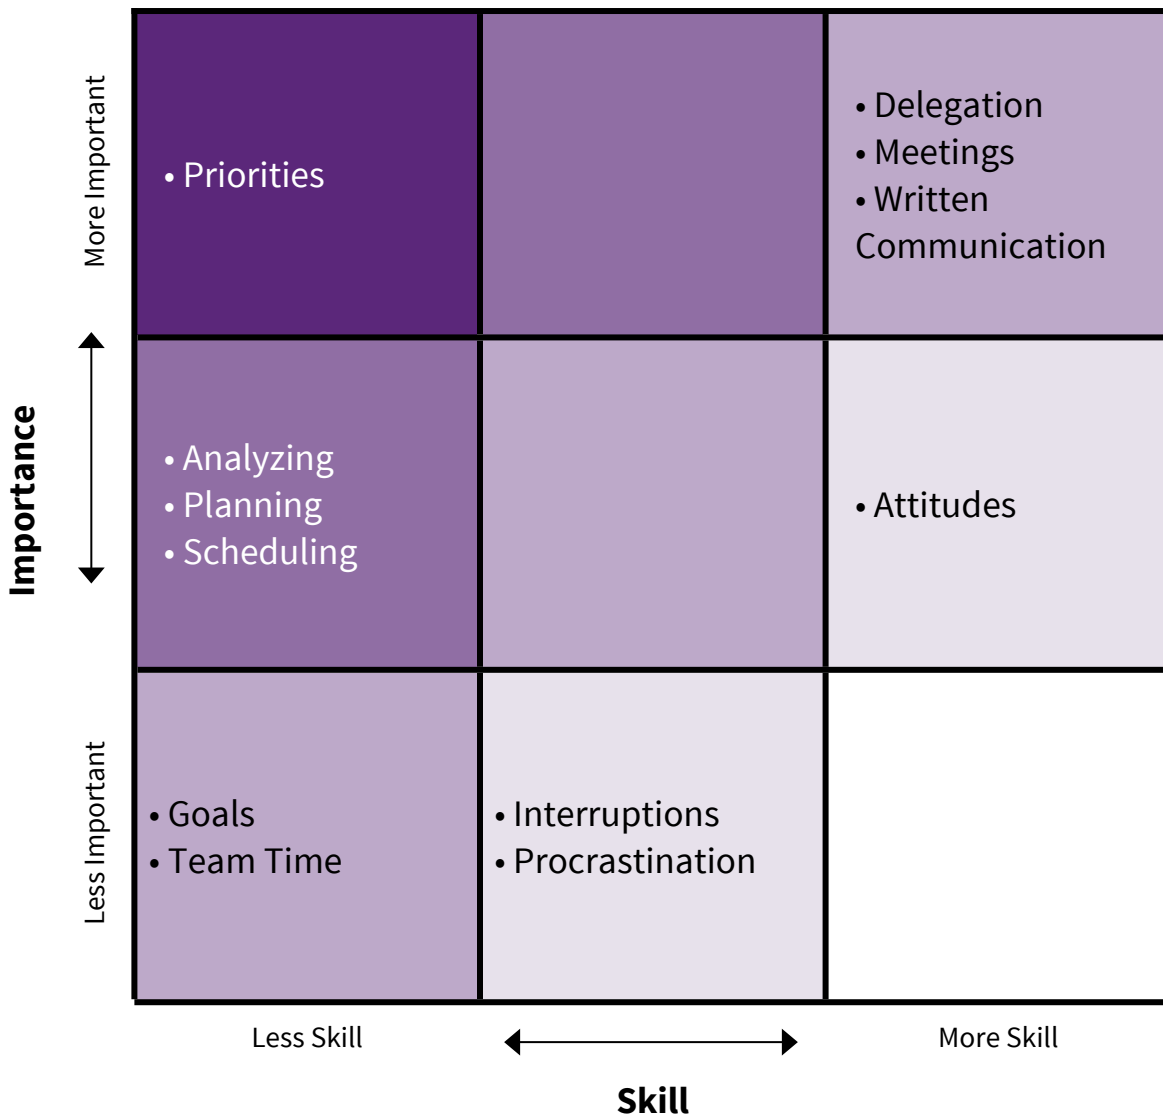 More Important
• Priorities
• Delegation
• Meetings
• Written
Communication
Importance
• Analyzing
• Planning
• Scheduling
• Attitudes
Less Important
• Goals
• Team Time
• Interruptions
• Procrastination
Less Skill
More Skill
Skill